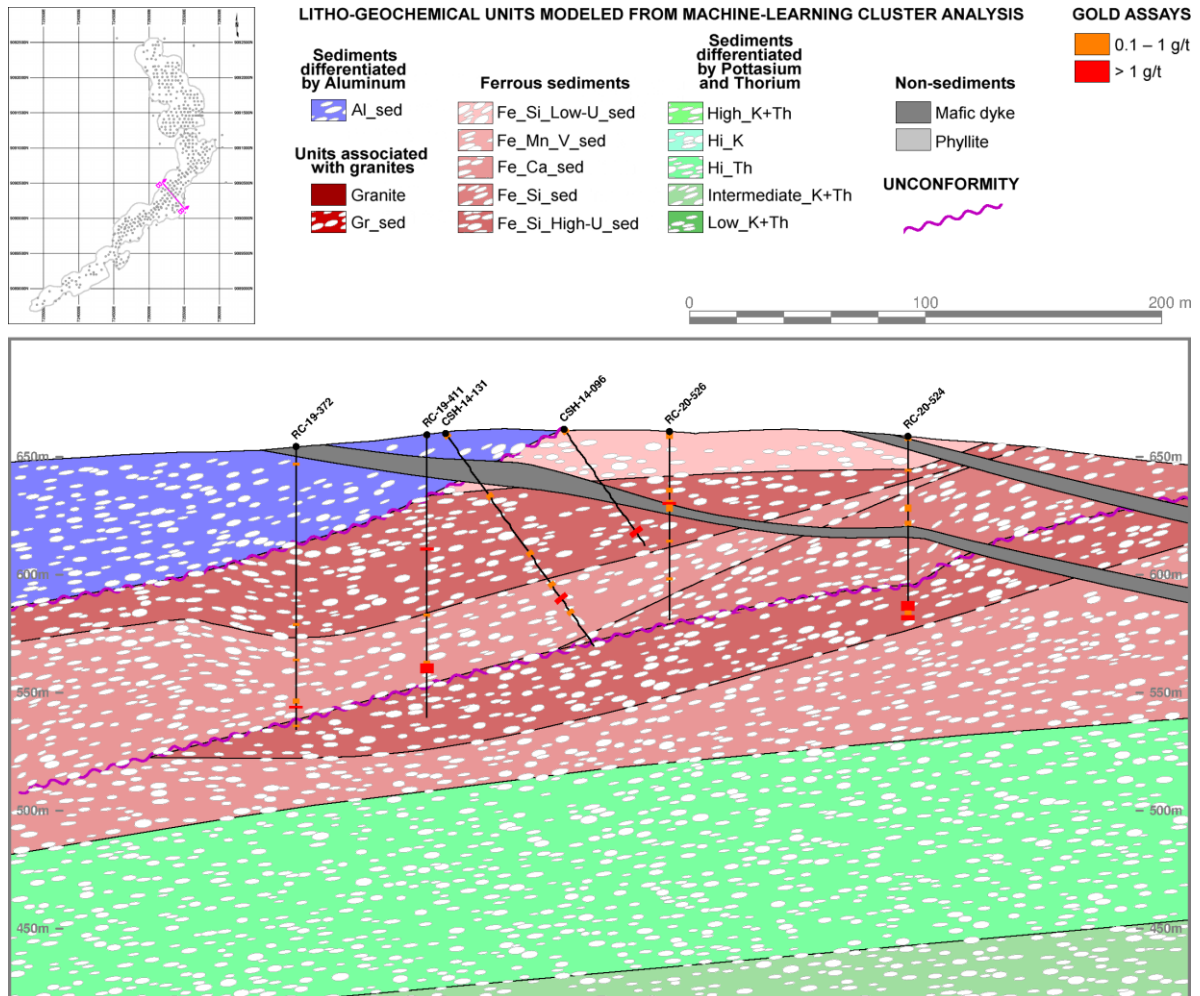 LITHO-GEOCHEMICAL UNITS MODELED FROM MACHINE-LEARNING CLUSTER ANALYSIS
GOLD ASSAYS
0.1 – 1 g/t
> 1 g/t
Sediments
differentiated
by Aluminum
Al_sed
Units associated
with granites
Granite
Gr_sed
Ferrous sediments
Fe_Si_Low-U_sed
Fe_Mn_V_sed
Fe_Ca_sed
Fe_Si_sed
Fe_Si_High-U_sed
Sediments
differentiated
by Pottasium
and Thorium
High_K+Th
Hi_K
Hi_Th
Intermediate_K+Th
Low_K+Th
Non-sediments
Mafic dyke
Phyllite
UNCONFORMITY
0 100 200 m
RC-19-372
RC-19-411
CSH-14-131
CSH-14-096
RC-20-526
RC-20-524
650m
650m
600m
600m
550m
550m
500m
500m
450m
450m